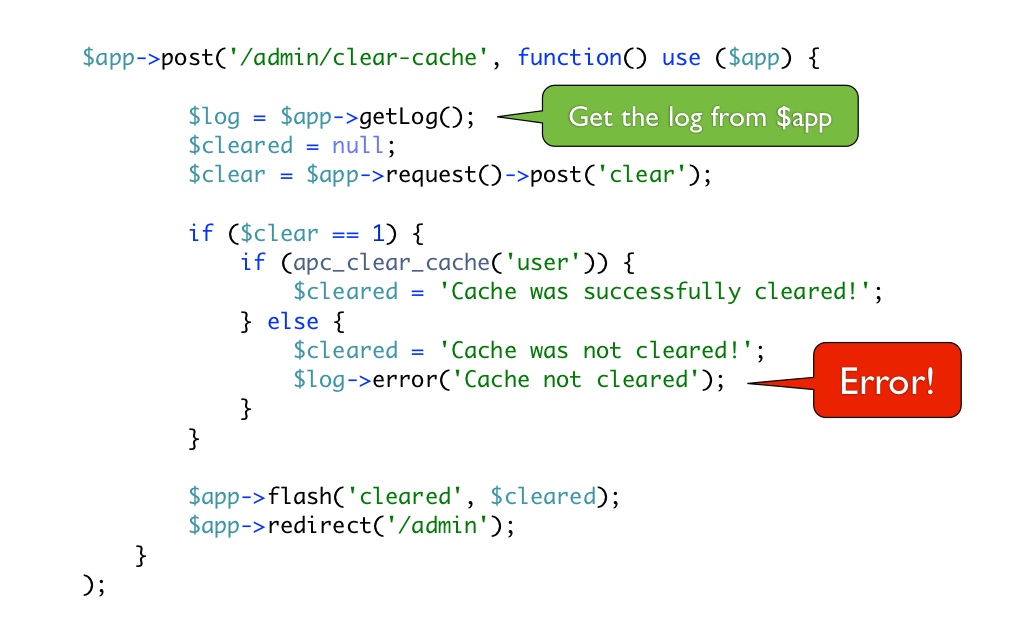 $app->post('/admin/clear-cache', function() use ($app) {
$log = $app->getLog();
Get the log from $app
$cleared = null;
$clear = $app->request()->post('clear');
if ($clear == 1) {
if (apc_clear_cache('user')) {
$cleared = 'Cache was successfully cleared!';
} else {
$cleared = 'Cache was not cleared!';
$log->error('Cache not cleared');
Error!
}
}
$app->flash('cleared', $cleared);
$app->redirect('/admin');
}
);